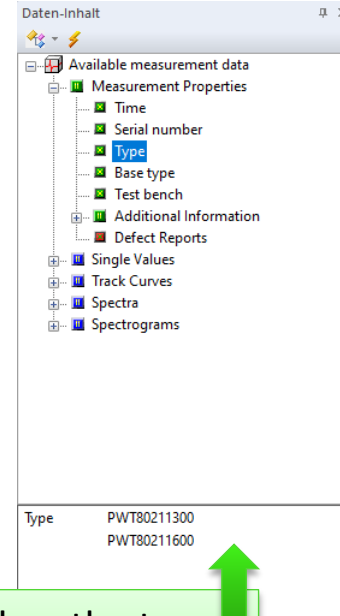 Daten-Inhalt
Available measurement data
Measurement Properties
Time
Serial number
Type
Base type
Test bench
Additional Information
Defect Reports
Single Values
Track Curves
Spectra
Spectrograms
Type PWT80211300
PWT80211600